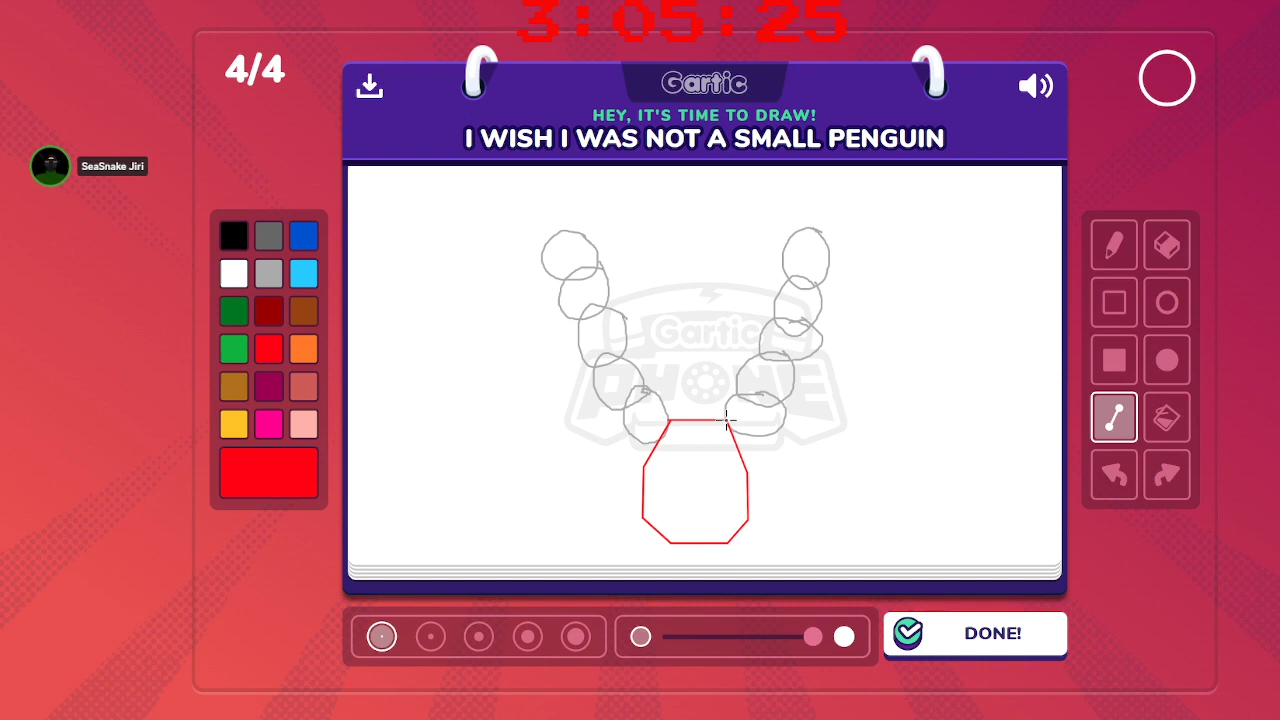 3:05:25
4/4
Gartic
HEY, IT'S TIME TO DRAW!
I WISH I WAS NOT A SMALL PENGUIN
SeaSnake Jiri
Gartic
PHONE
DONE!